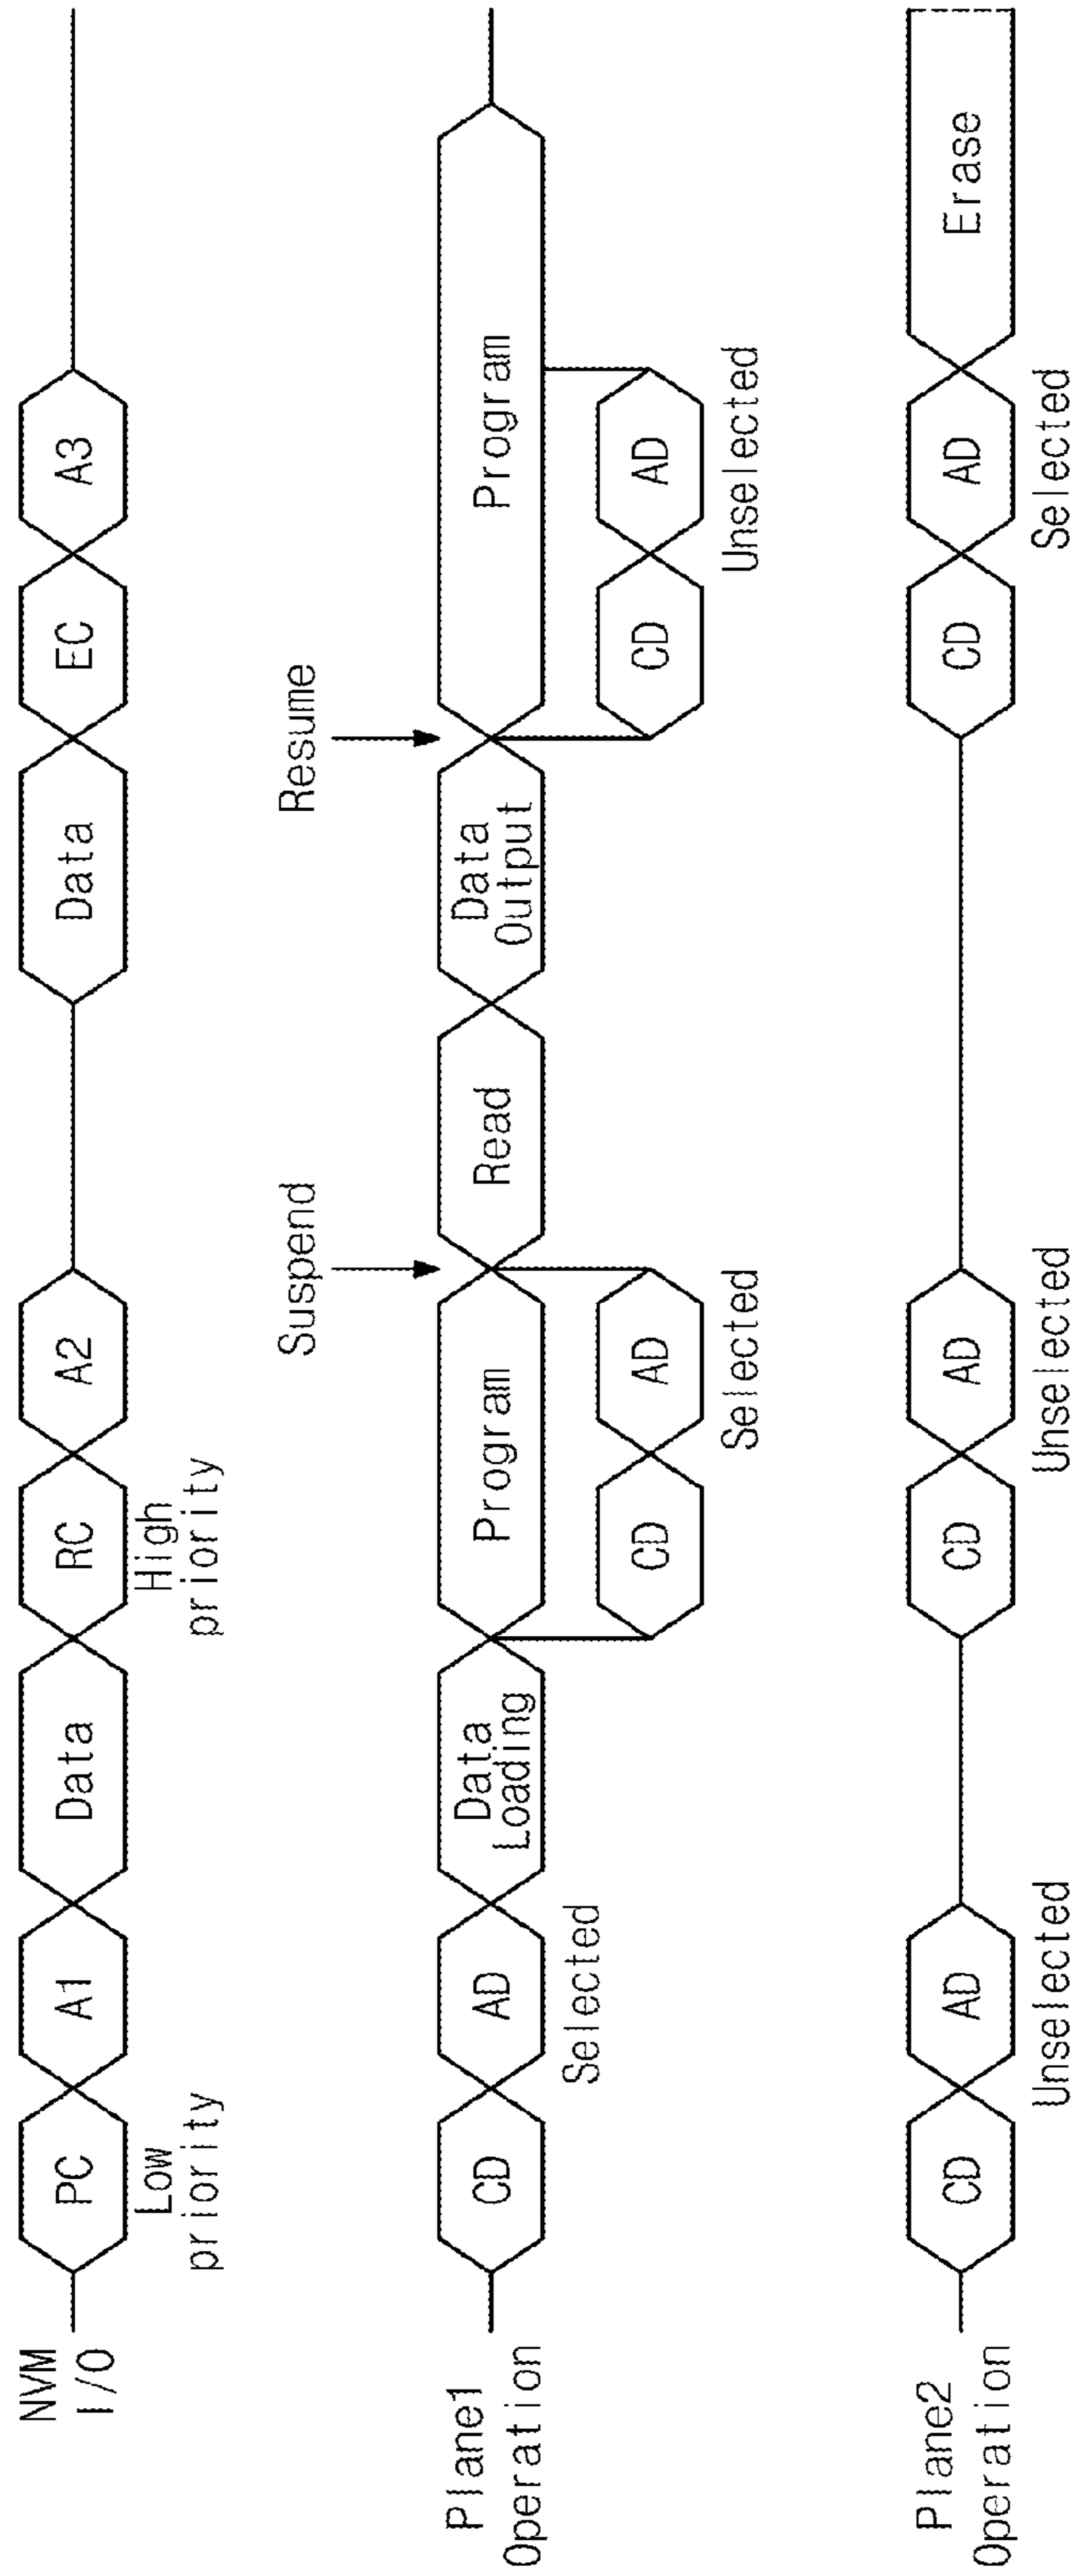 NVM
I/O
PC
A1
Data
RC
A2
Data
EC
A3
Low
priority
High
priority
Suspend
Resume
Plane1
Operation
CD
AD
Data
Loading
Program
Read
Data
Output
Program
Selected
CD
AD
Selected
CD
AD
Unselected
Plane2
Operation
CD
AD
CD
AD
CD
AD
Erase
Unselected
Unselected
Selected